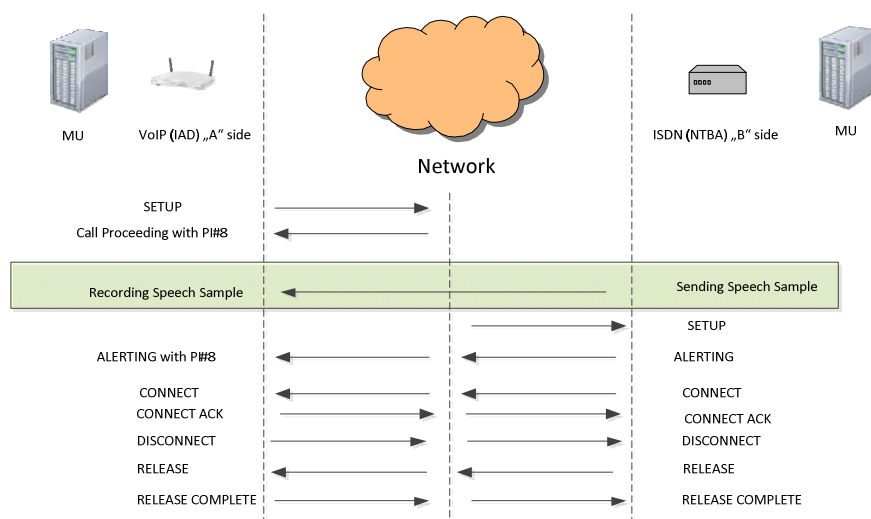 MU
VoIP (IAD) „A“ side
ISDN (NTBA) „B“ side
MU
Network
SETUP
Call Proceeding with PI#8
Recording Speech Sample
Sending Speech Sample
SETUP
ALERTING with PI#8
ALERTING
CONNECT
CONNECT
CONNECT ACK
CONNECT ACK
DISCONNECT
DISCONNECT
RELEASE
RELEASE
RELEASE COMPLETE
RELEASE COMPLETE